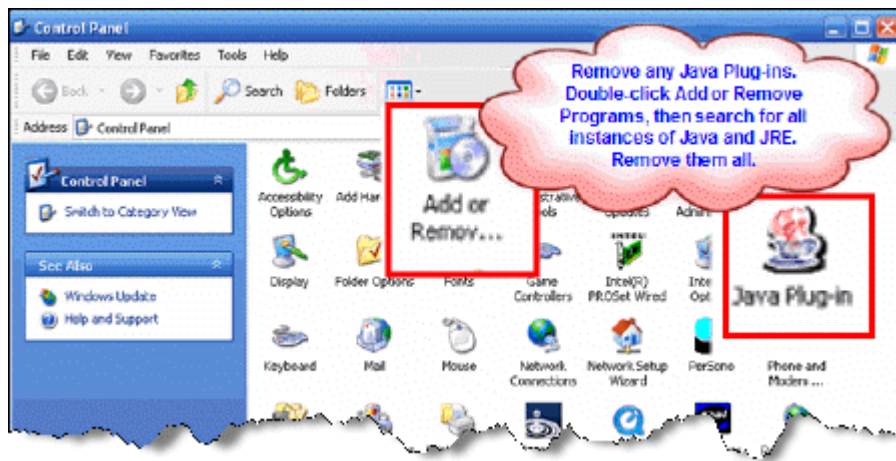 Control Panel
File Edit View Favorites Tools Help
Back Search Folders
Address Control Panel
Remove any Java Plug-ins.
Double-click Add or Remove
Programs, then search for all
instances of Java and JRE.
Remove them all.
Control Panel
Switch to Category View
See Also
Windows Update
Help and Support
Accessibility
Options
Add Har
Add or
Remov...
Java Plug-in
Display
Folder Options
Fonts
Game
Controllers
Intel(R)
PROSet Wired
Keyboard
Mail
Mouse
Network
Connections
Network Setup
Wizard
PerSono
Phone and
Modem ...